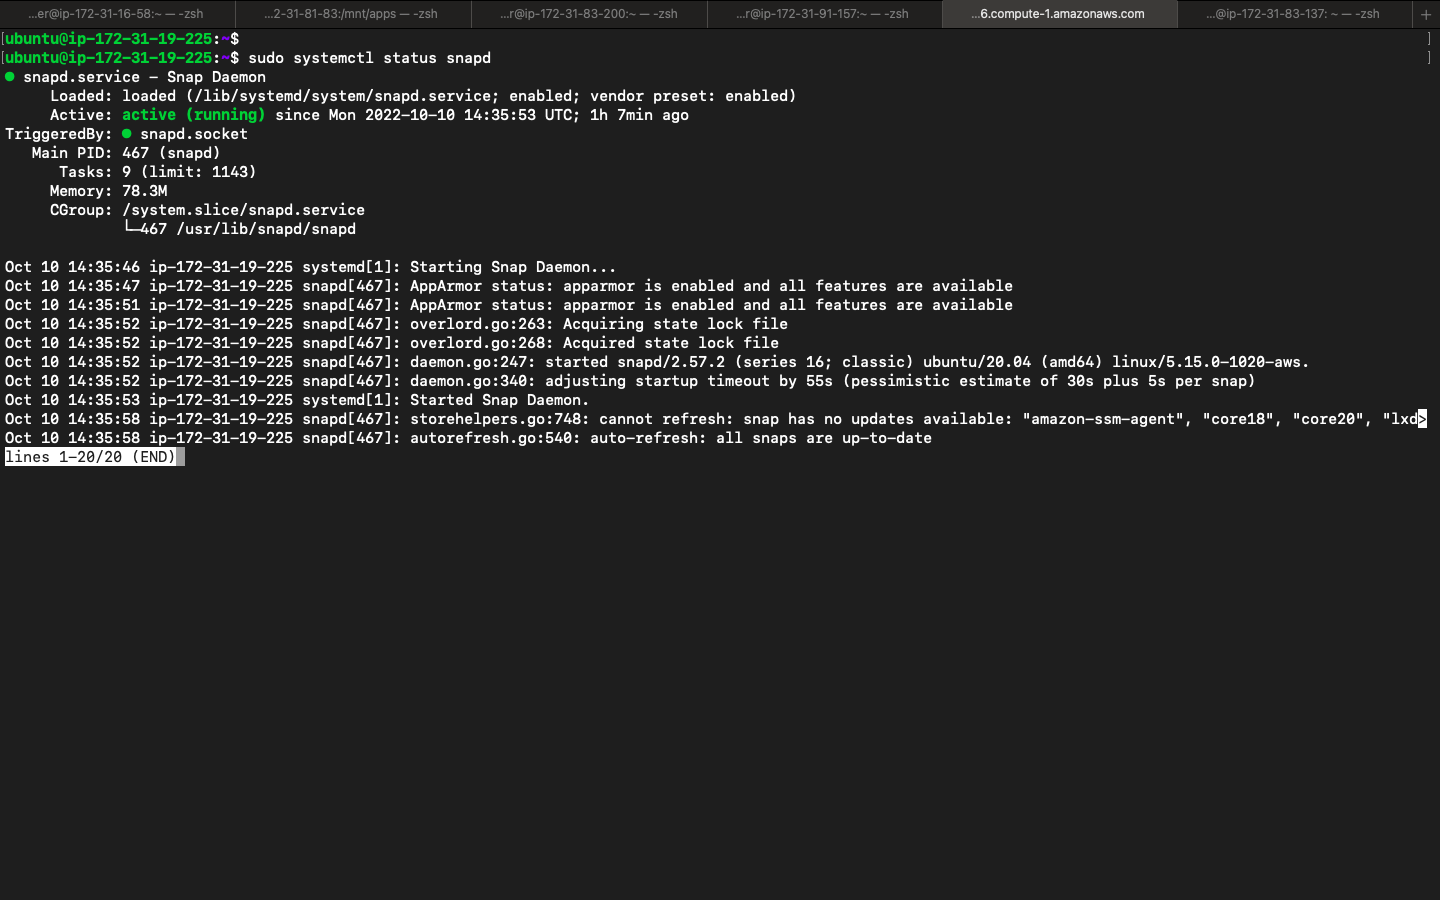 ...er@ip-172-31-16-58:~ — -zsh
...2-31-81-83:/mnt/apps — -zsh
...r@ip-172-31-83-200:~ — -zsh
...r@ip-172-31-91-157:~ — -zsh
...6.compute-1.amazonaws.com
...@ip-172-31-83-137: ~ — -zsh
+
[ubuntu@ip-172-31-19-225:~$ ]
[ubuntu@ip-172-31-19-225:~$ sudo systemctl status snapd ]
● snapd.service - Snap Daemon
     Loaded: loaded (/lib/systemd/system/snapd.service; enabled; vendor preset: enabled)
     Active: active (running) since Mon 2022-10-10 14:35:53 UTC; 1h 7min ago
TriggeredBy: ● snapd.socket
   Main PID: 467 (snapd)
      Tasks: 9 (limit: 1143)
     Memory: 78.3M
     CGroup: /system.slice/snapd.service
             └─467 /usr/lib/snapd/snapd
Oct 10 14:35:46 ip-172-31-19-225 systemd[1]: Starting Snap Daemon...
Oct 10 14:35:47 ip-172-31-19-225 snapd[467]: AppArmor status: apparmor is enabled and all features are available
Oct 10 14:35:51 ip-172-31-19-225 snapd[467]: AppArmor status: apparmor is enabled and all features are available
Oct 10 14:35:52 ip-172-31-19-225 snapd[467]: overlord.go:263: Acquiring state lock file
Oct 10 14:35:52 ip-172-31-19-225 snapd[467]: overlord.go:268: Acquired state lock file
Oct 10 14:35:52 ip-172-31-19-225 snapd[467]: daemon.go:247: started snapd/2.57.2 (series 16; classic) ubuntu/20.04 (amd64) linux/5.15.0-1020-aws.
Oct 10 14:35:52 ip-172-31-19-225 snapd[467]: daemon.go:340: adjusting startup timeout by 55s (pessimistic estimate of 30s plus 5s per snap)
Oct 10 14:35:53 ip-172-31-19-225 systemd[1]: Started Snap Daemon.
Oct 10 14:35:58 ip-172-31-19-225 snapd[467]: storehelpers.go:748: cannot refresh: snap has no updates available: "amazon-ssm-agent", "core18", "core20", "lxd>
Oct 10 14:35:58 ip-172-31-19-225 snapd[467]: autorefresh.go:540: auto-refresh: all snaps are up-to-date
lines 1-20/20 (END)